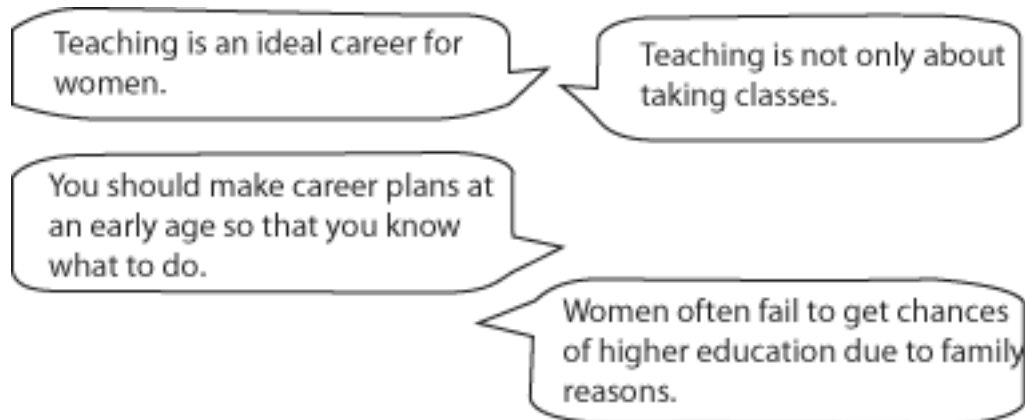 Teaching is an ideal career for
women.
Teaching is not only about
taking classes.
You should make career plans at
an early age so that you know
what to do.
Women often fail to get chances
of higher education due to family
reasons.